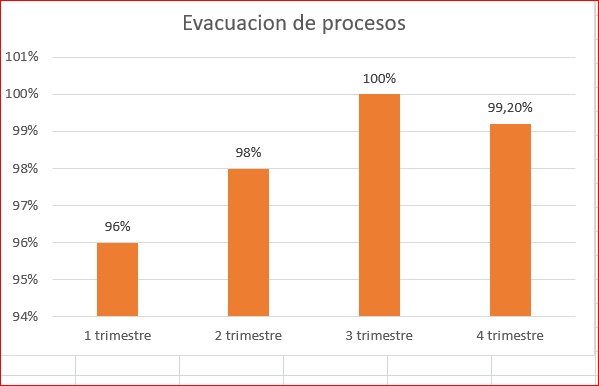 Evacuacion de procesos
101%
100%
99%
98%
97%
96%
95%
94%
96%
98%
100%
99,20%
1 trimestre
2 trimestre
3 trimestre
4 trimestre